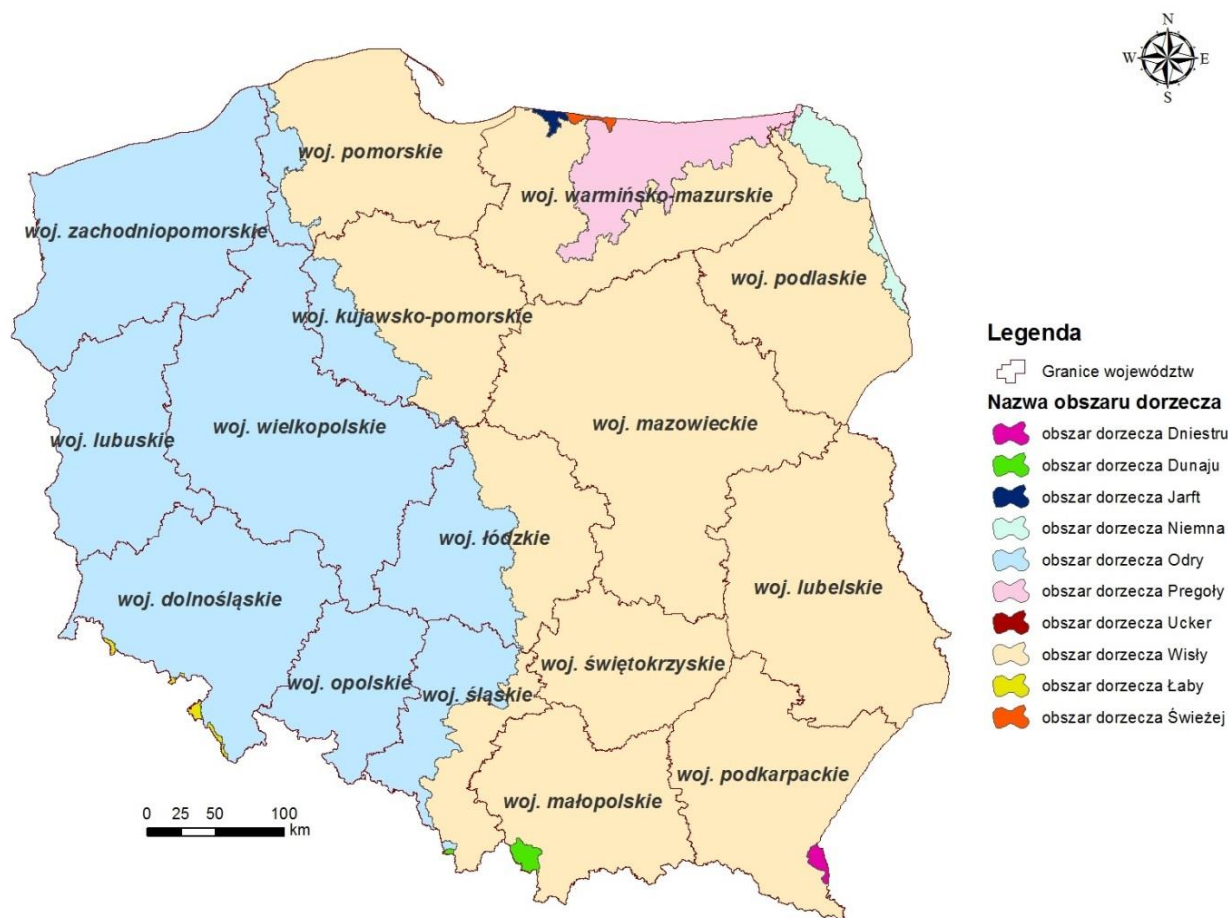 N
W E
S
woj. pomorskie
woj. warmińsko-mazurskie
woj. zachodniopomorskie
woj. podlaskie
woj. kujawsko-pomorskie
woj. mazowieckie
woj. wielkopolskie
woj. lubuskie
woj. łódzkie
woj. lubelskie
woj. dolnośląskie
woj. świętokrzyskie
woj. opolskie
woj. śląskie
woj. podkarpackie
woj. małopolskie
0 25 50 100
km
Legenda
Granice województw
Nazwa obszaru dorzecza
obszar dorzecza Dniestru
obszar dorzecza Dunaju
obszar dorzecza Jarft
obszar dorzecza Niemna
obszar dorzecza Odry
obszar dorzecza Pregoły
obszar dorzecza Ucker
obszar dorzecza Wisły
obszar dorzecza Łaby
obszar dorzecza Świeżej